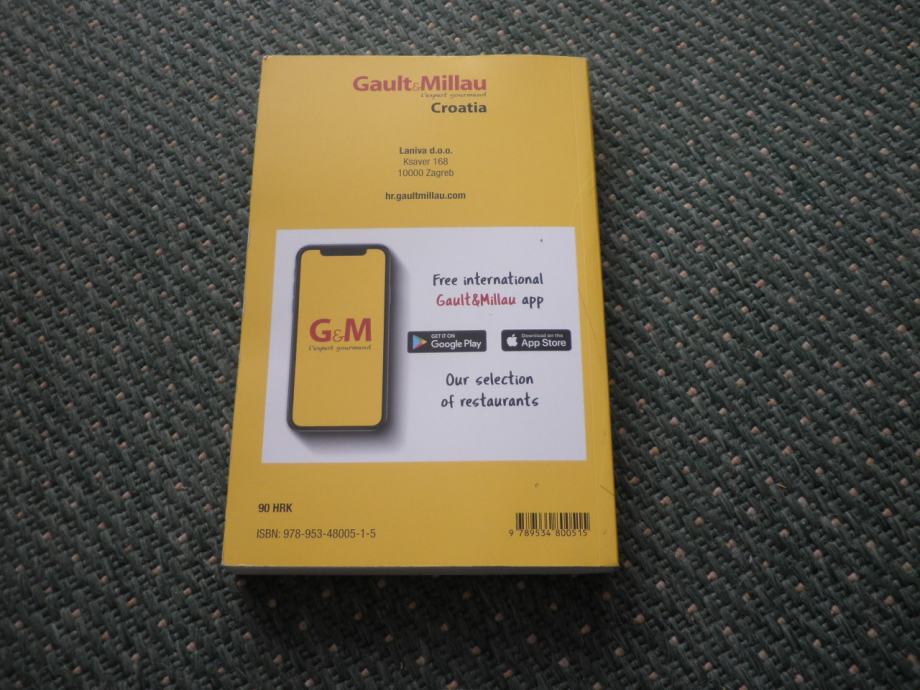 Gault&Millau
l'expert gourmand
Croatia
Laniva d.o.o.
Ksaver 168
10000 Zagreb
hr.gaultmillau.com
G&M
l'expert gourmand
Free international
Gault&Millau app
GET IT ON
Google Play
Download on the
App Store
Our selection
of restaurants
90 HRK
ISBN: 978-953-48005-1-5
9 789534 800515